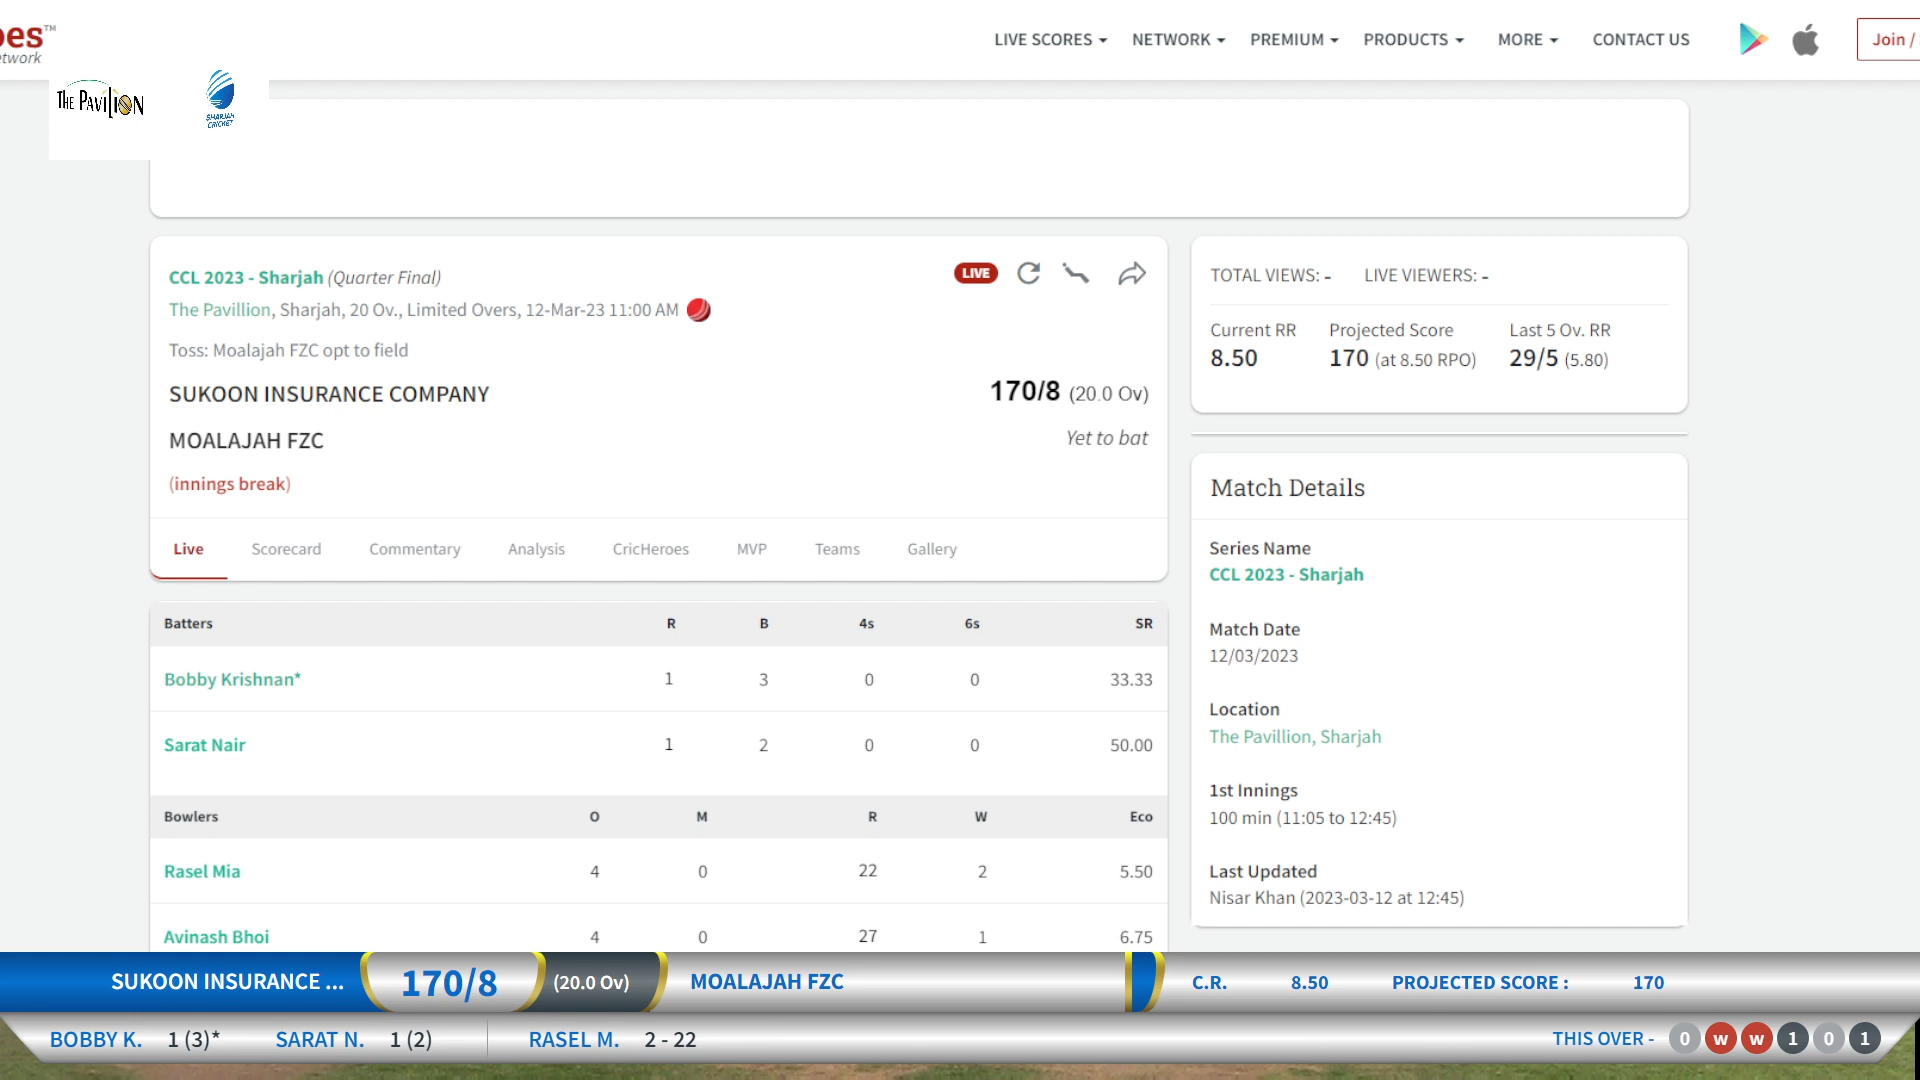 oes™
etwork
LIVE SCORES NETWORK PREMIUM PRODUCTS MORE CONTACT US Join /
THE PAVILION
SHARJAH
CRICKET
CCL 2023 - Sharjah (Quarter Final)
LIVE
The Pavillion, Sharjah, 20 Ov., Limited Overs, 12-Mar-23 11:00 AM
Toss: Moalajah FZC opt to field
SUKOON INSURANCE COMPANY 170/8 (20.0 Ov)
MOALAJAH FZC Yet to bat
(innings break)
Live Scorecard Commentary Analysis CricHeroes MVP Teams Gallery
Batters R B 4s 6s SR
Bobby Krishnan* 1 3 0 0 33.33
Sarat Nair 1 2 0 0 50.00
Bowlers O M R W Eco
Rasel Mia 4 0 22 2 5.50
Avinash Bhoi 4 0 27 1 6.75
TOTAL VIEWS: - LIVE VIEWERS: -
Current RR Projected Score Last 5 Ov. RR
8.50 170 (at 8.50 RPO) 29/5 (5.80)
Match Details
Series Name
CCL 2023 - Sharjah
Match Date
12/03/2023
Location
The Pavillion, Sharjah
1st Innings
100 min (11:05 to 12:45)
Last Updated
Nisar Khan (2023-03-12 at 12:45)
SUKOON INSURANCE ... 170/8 (20.0 Ov) MOALAJAH FZC C.R. 8.50 PROJECTED SCORE : 170
BOBBY K. 1 (3)* SARAT N. 1 (2) RASEL M. 2 - 22 THIS OVER - 0 w w 1 0 1